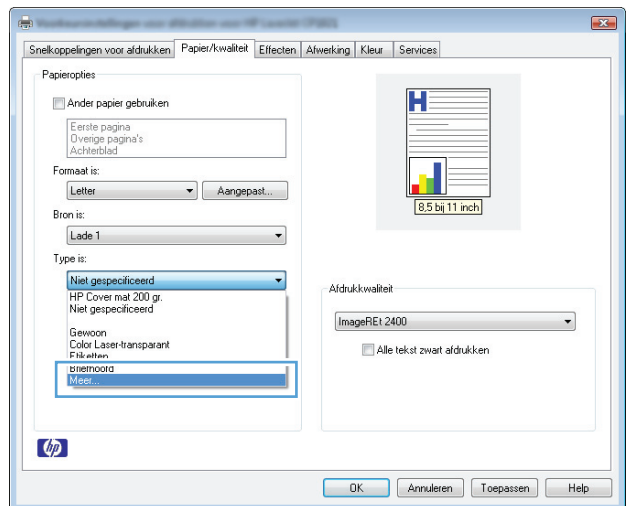 Snelkoppelingen voor afdrukken Papier/kwaliteit Effecten Afwerking Kleur Services
Papieropties
Ander papier gebruiken
Eerste pagina
Overige pagina's
Achterblad
Formaat is:
Letter Aangepast...
Bron is:
Lade 1
Type is:
Niet gespecificeerd
HP Cover mat 200 gr.
Niet gespecificeerd
Gewoon
Color Laser-transparant
Etiketten
Briefhoofd
Meer...
H
8,5 bij 11 inch
Afdrukkwaliteit
ImageREt 2400
Alle tekst zwart afdrukken
hp
OK Annuleren Toepassen Help